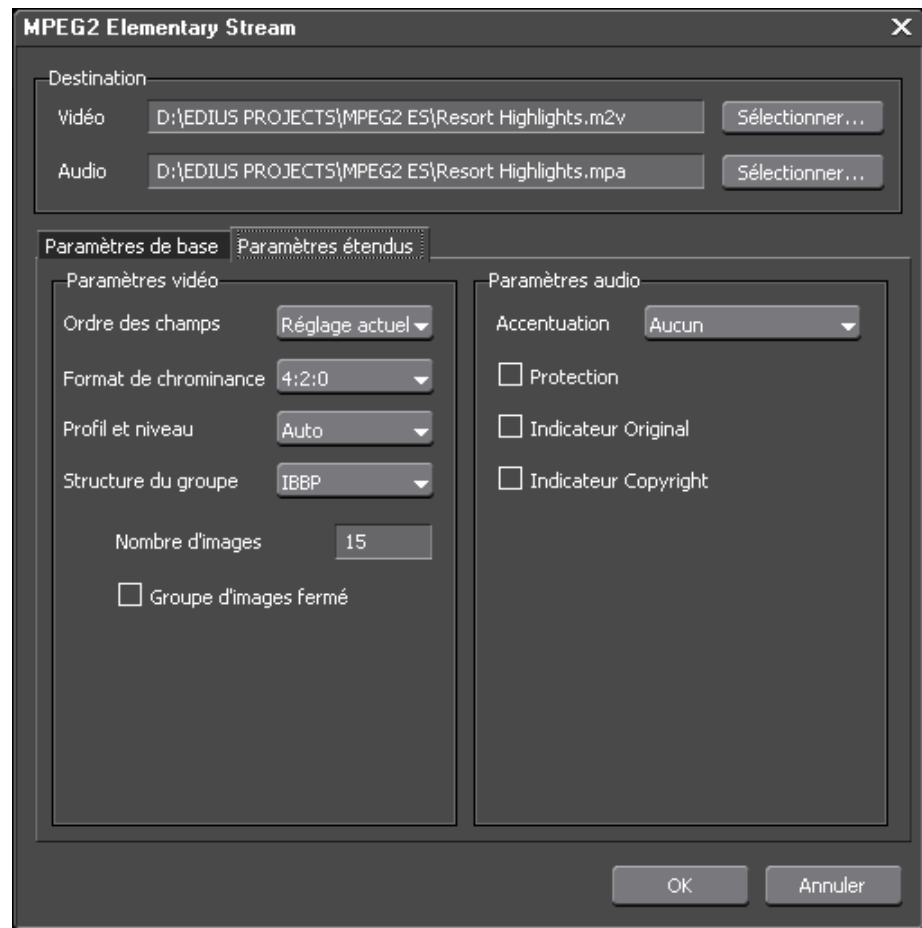 MPEG2 Elementary Stream
Destination
Vidéo D:\EDIUS PROJECTS\MPEG2 ES\Resort Highlights.m2v Sélectionner...
Audio D:\EDIUS PROJECTS\MPEG2 ES\Resort Highlights.mpa Sélectionner...
Paramètres de base Paramètres étendus
Paramètres vidéo
Ordre des champs Réglage actuel
Format de chrominance 4:2:0
Profil et niveau Auto
Structure du groupe IBBP
Nombre d'images 15
Groupe d'images fermé
Paramètres audio
Accentuation Aucun
Protection
Indicateur Original
Indicateur Copyright
OK Annuler